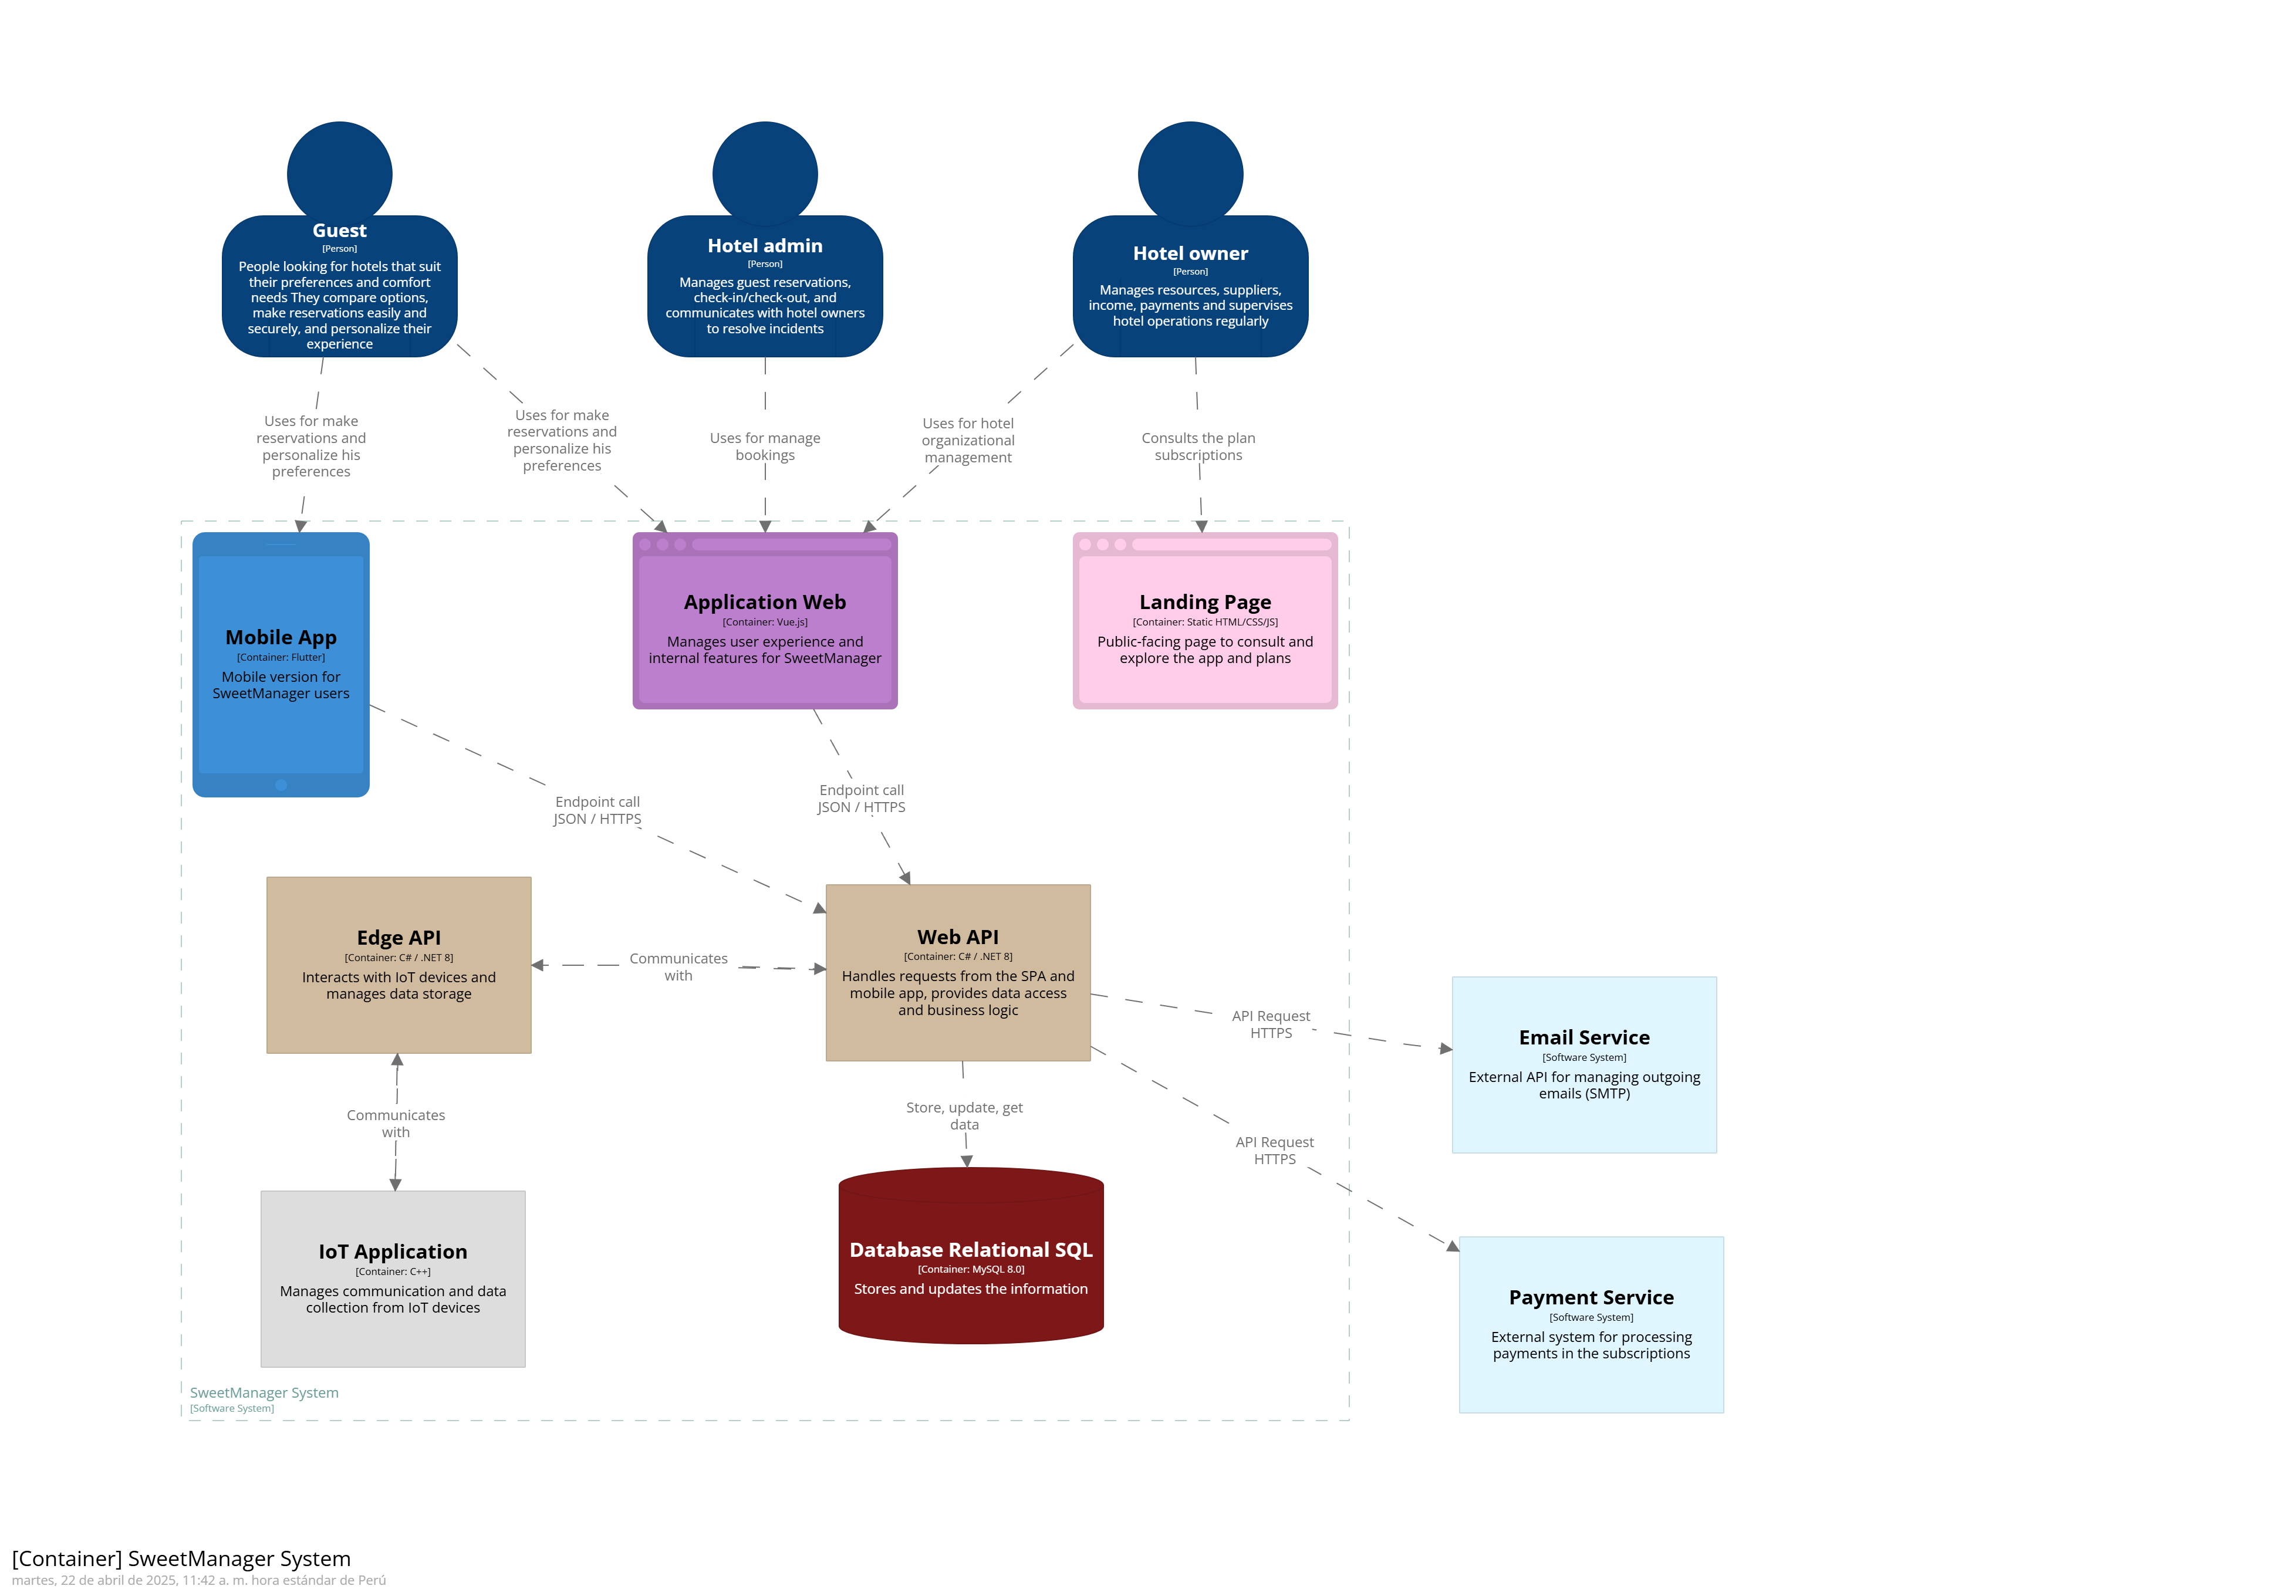 Guest
[Person]
People looking for hotels that suit
their preferences and comfort
needs They compare options,
make reservations easily and
securely, and personalize their
experience
Hotel admin
[Person]
Manages guest reservations,
check-in/check-out, and
communicates with hotel owners
to resolve incidents
Hotel owner
[Person]
Manages resources, suppliers,
income, payments and supervises
hotel operations regularly
Uses for make
reservations and
personalize his
preferences
Uses for make
reservations and
personalize his
preferences
Uses for manage
bookings
Uses for hotel
organizational
management
Consults the plan
subscriptions
Mobile App
[Container: Flutter]
Mobile version for
SweetManager users
Application Web
[Container: Vue.js]
Manages user experience and
internal features for SweetManager
Landing Page
[Container: Static HTML/CSS/JS]
Public-facing page to consult and
explore the app and plans
Endpoint call
JSON / HTTPS
Endpoint call
JSON / HTTPS
Edge API
[Container: C# / .NET 8]
Interacts with IoT devices and
manages data storage
Communicates
with
Web API
[Container: C# / .NET 8]
Handles requests from the SPA and
mobile app, provides data access
and business logic
API Request
HTTPS
Email Service
[Software System]
External API for managing outgoing
emails (SMTP)
Communicates
with
Store, update, get
data
API Request
HTTPS
IoT Application
[Container: C++]
Manages communication and data
collection from IoT devices
Database Relational SQL
[Container: MySQL 8.0]
Stores and updates the information
Payment Service
[Software System]
External system for processing
payments in the subscriptions
SweetManager System
[Software System]
[Container] SweetManager System
martes, 22 de abril de 2025, 11:42 a. m. hora estándar de Perú